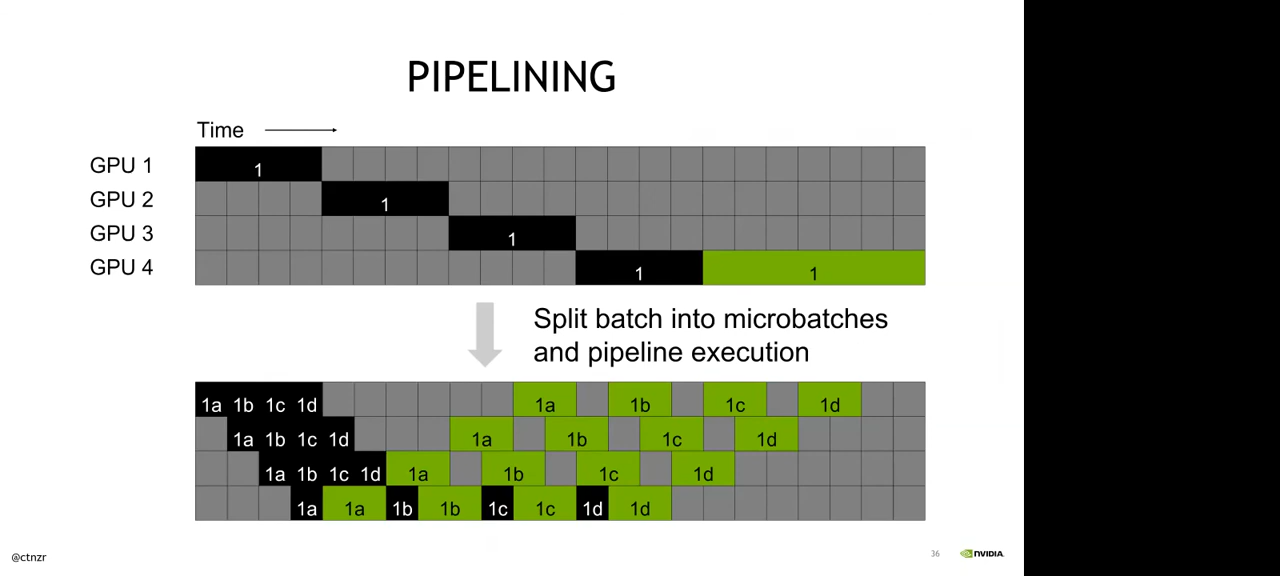 PIPELINING
Time
GPU 1 1
GPU 2 1
GPU 3 1
GPU 4 1 1
Split batch into microbatches
and pipeline execution
1a 1b 1c 1d 1a 1b 1c 1d
1a 1b 1c 1d 1a 1b 1c 1d
1a 1b 1c 1d 1a 1b 1c 1d
1a 1a 1b 1b 1c 1c 1d 1d
@ctnzr 36 NVIDIA.